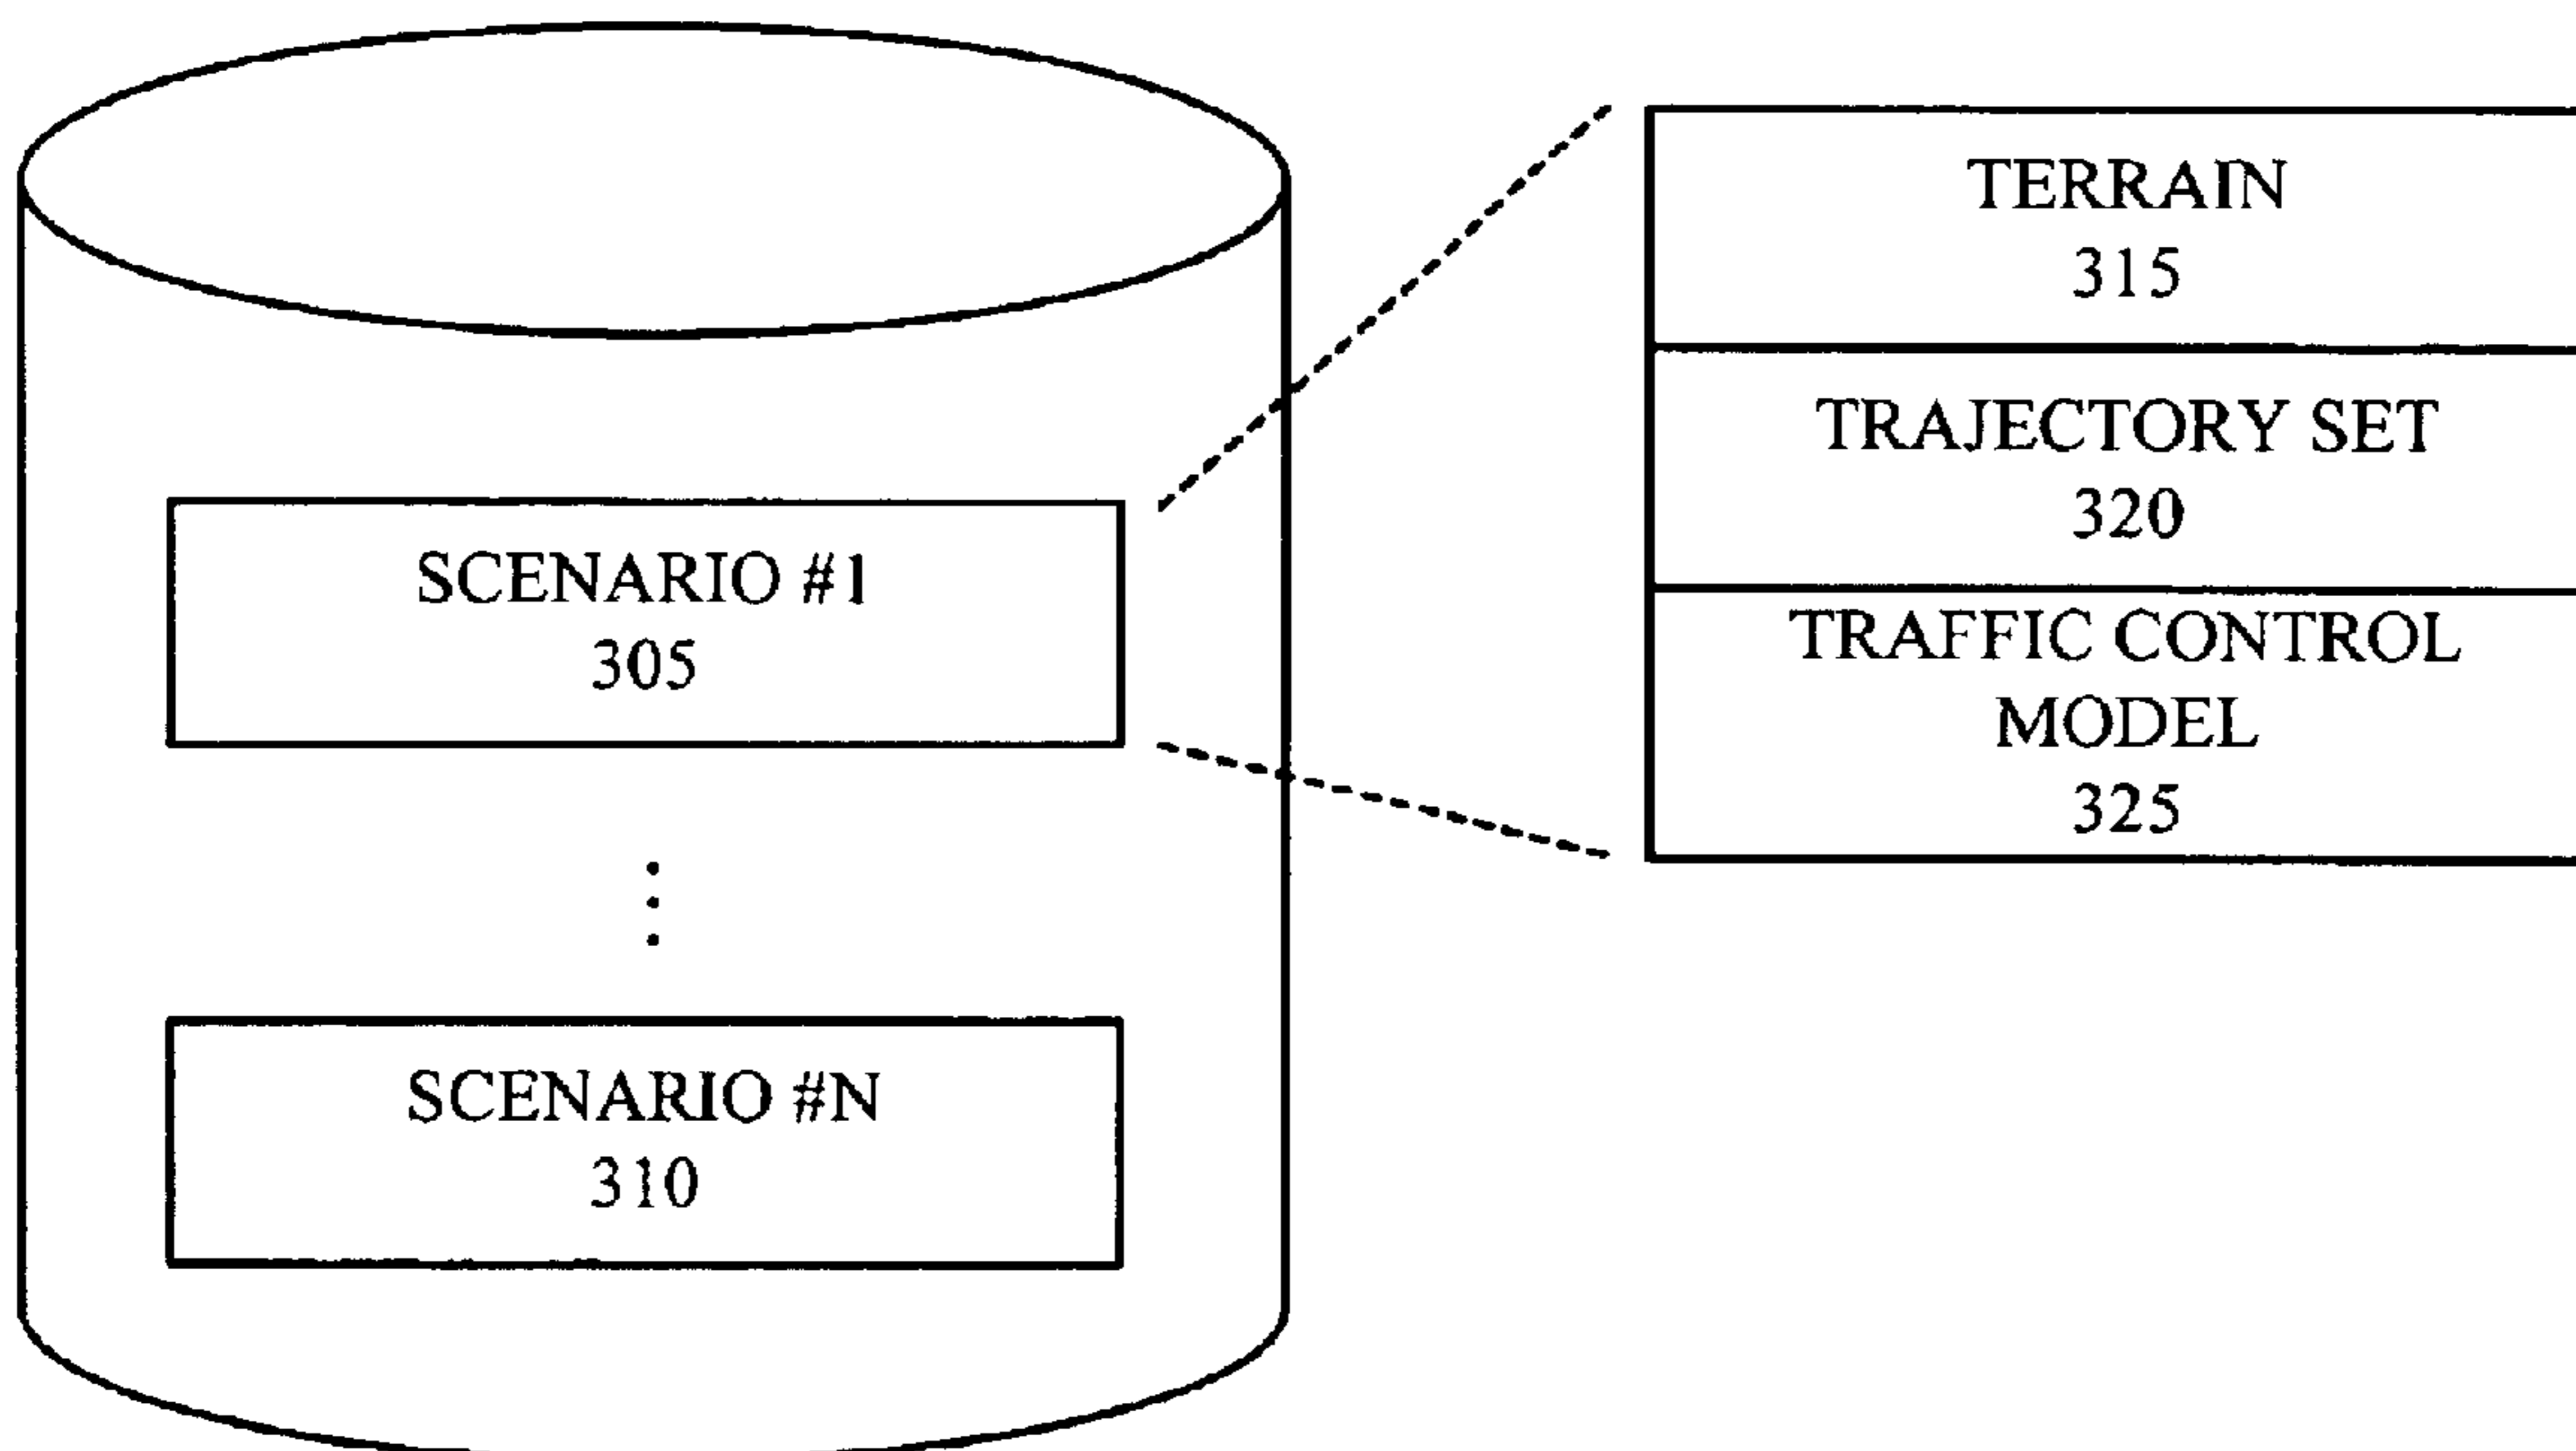 SCENARIO #1
305
SCENARIO #N
310
TERRAIN
315
TRAJECTORY SET
320
TRAFFIC CONTROL
MODEL
325